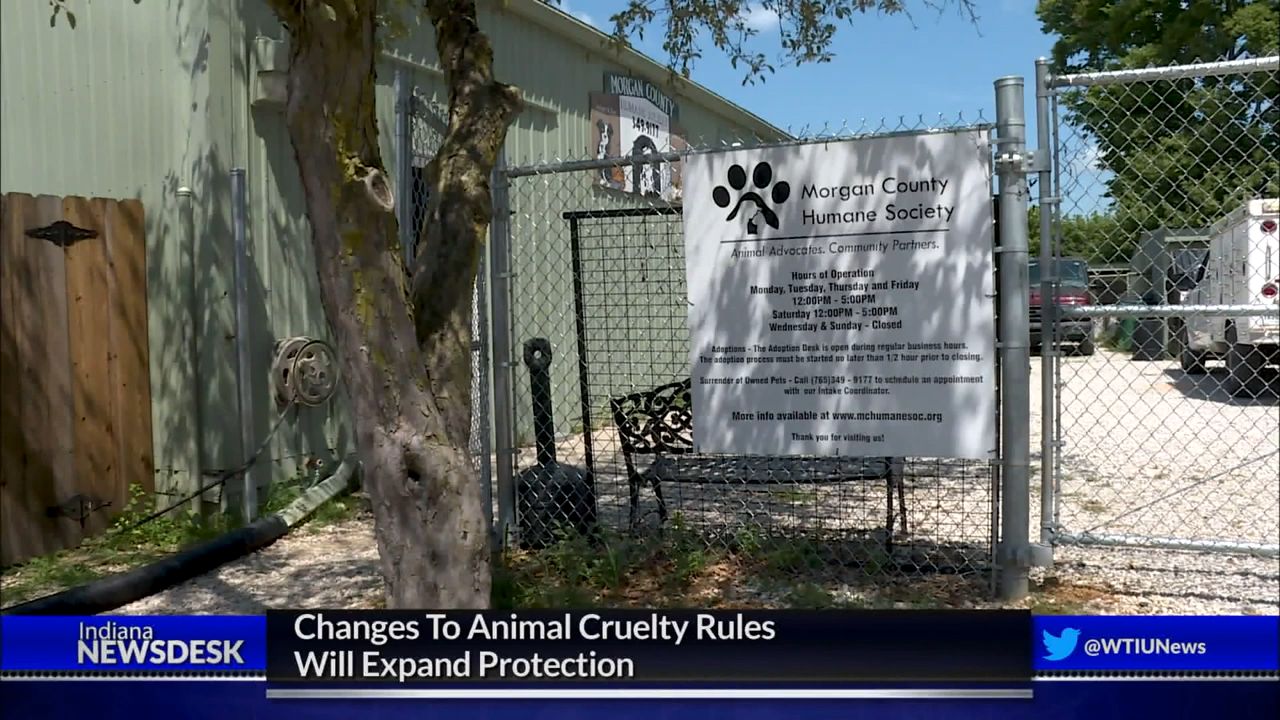 MORGAN COUNTY
HUMANE SOCIETY
349-9177
Morgan County
Humane Society
Animal Advocates. Community Partners.
Hours of Operation
Monday, Tuesday, Thursday and Friday
12:00PM - 5:00PM
Saturday 12:00PM - 5:00PM
Wednesday & Sunday - Closed
Adoptions - The Adoption Desk is open during regular business hours.
The adoption process must be started no later than 1/2 hour prior to closing.
Surrender of Owned Pets - Call (765)349 - 9177 to schedule an appointment
with our Intake Coordinator.
More info available at www.mchumanesoc.org
Thank you for visiting us!
Indiana
NEWSDESK
Changes To Animal Cruelty Rules
Will Expand Protection
@WTIUNews